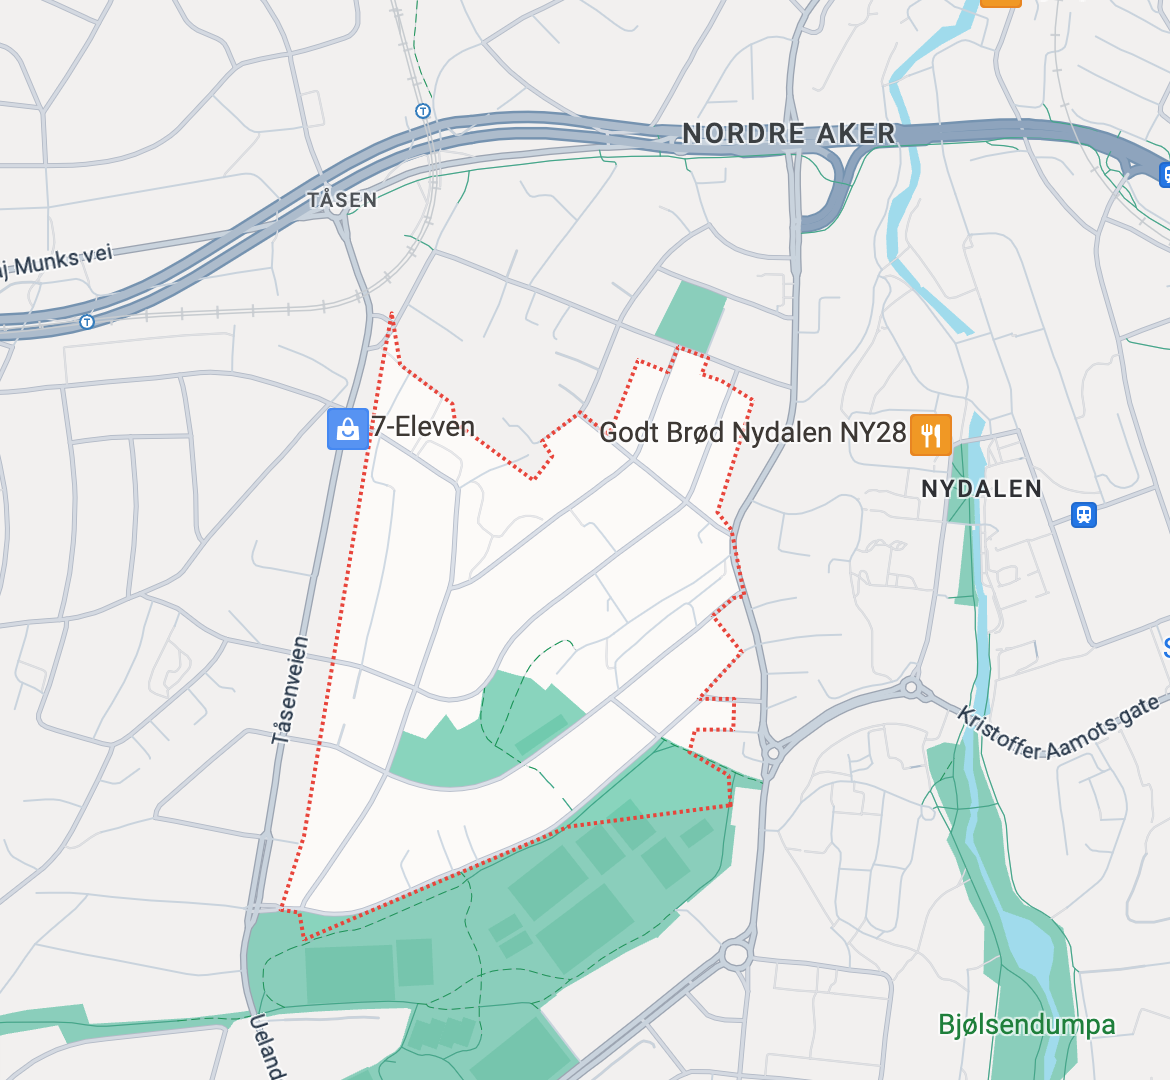 NORDRE AKER
TÅSEN
j Munks vei
7-Eleven
Godt Brød Nydalen NY28
NYDALEN
Tåsenveien
S
Kristoffer Aamots gate
Bjølsendumpa
Ueland
T
T